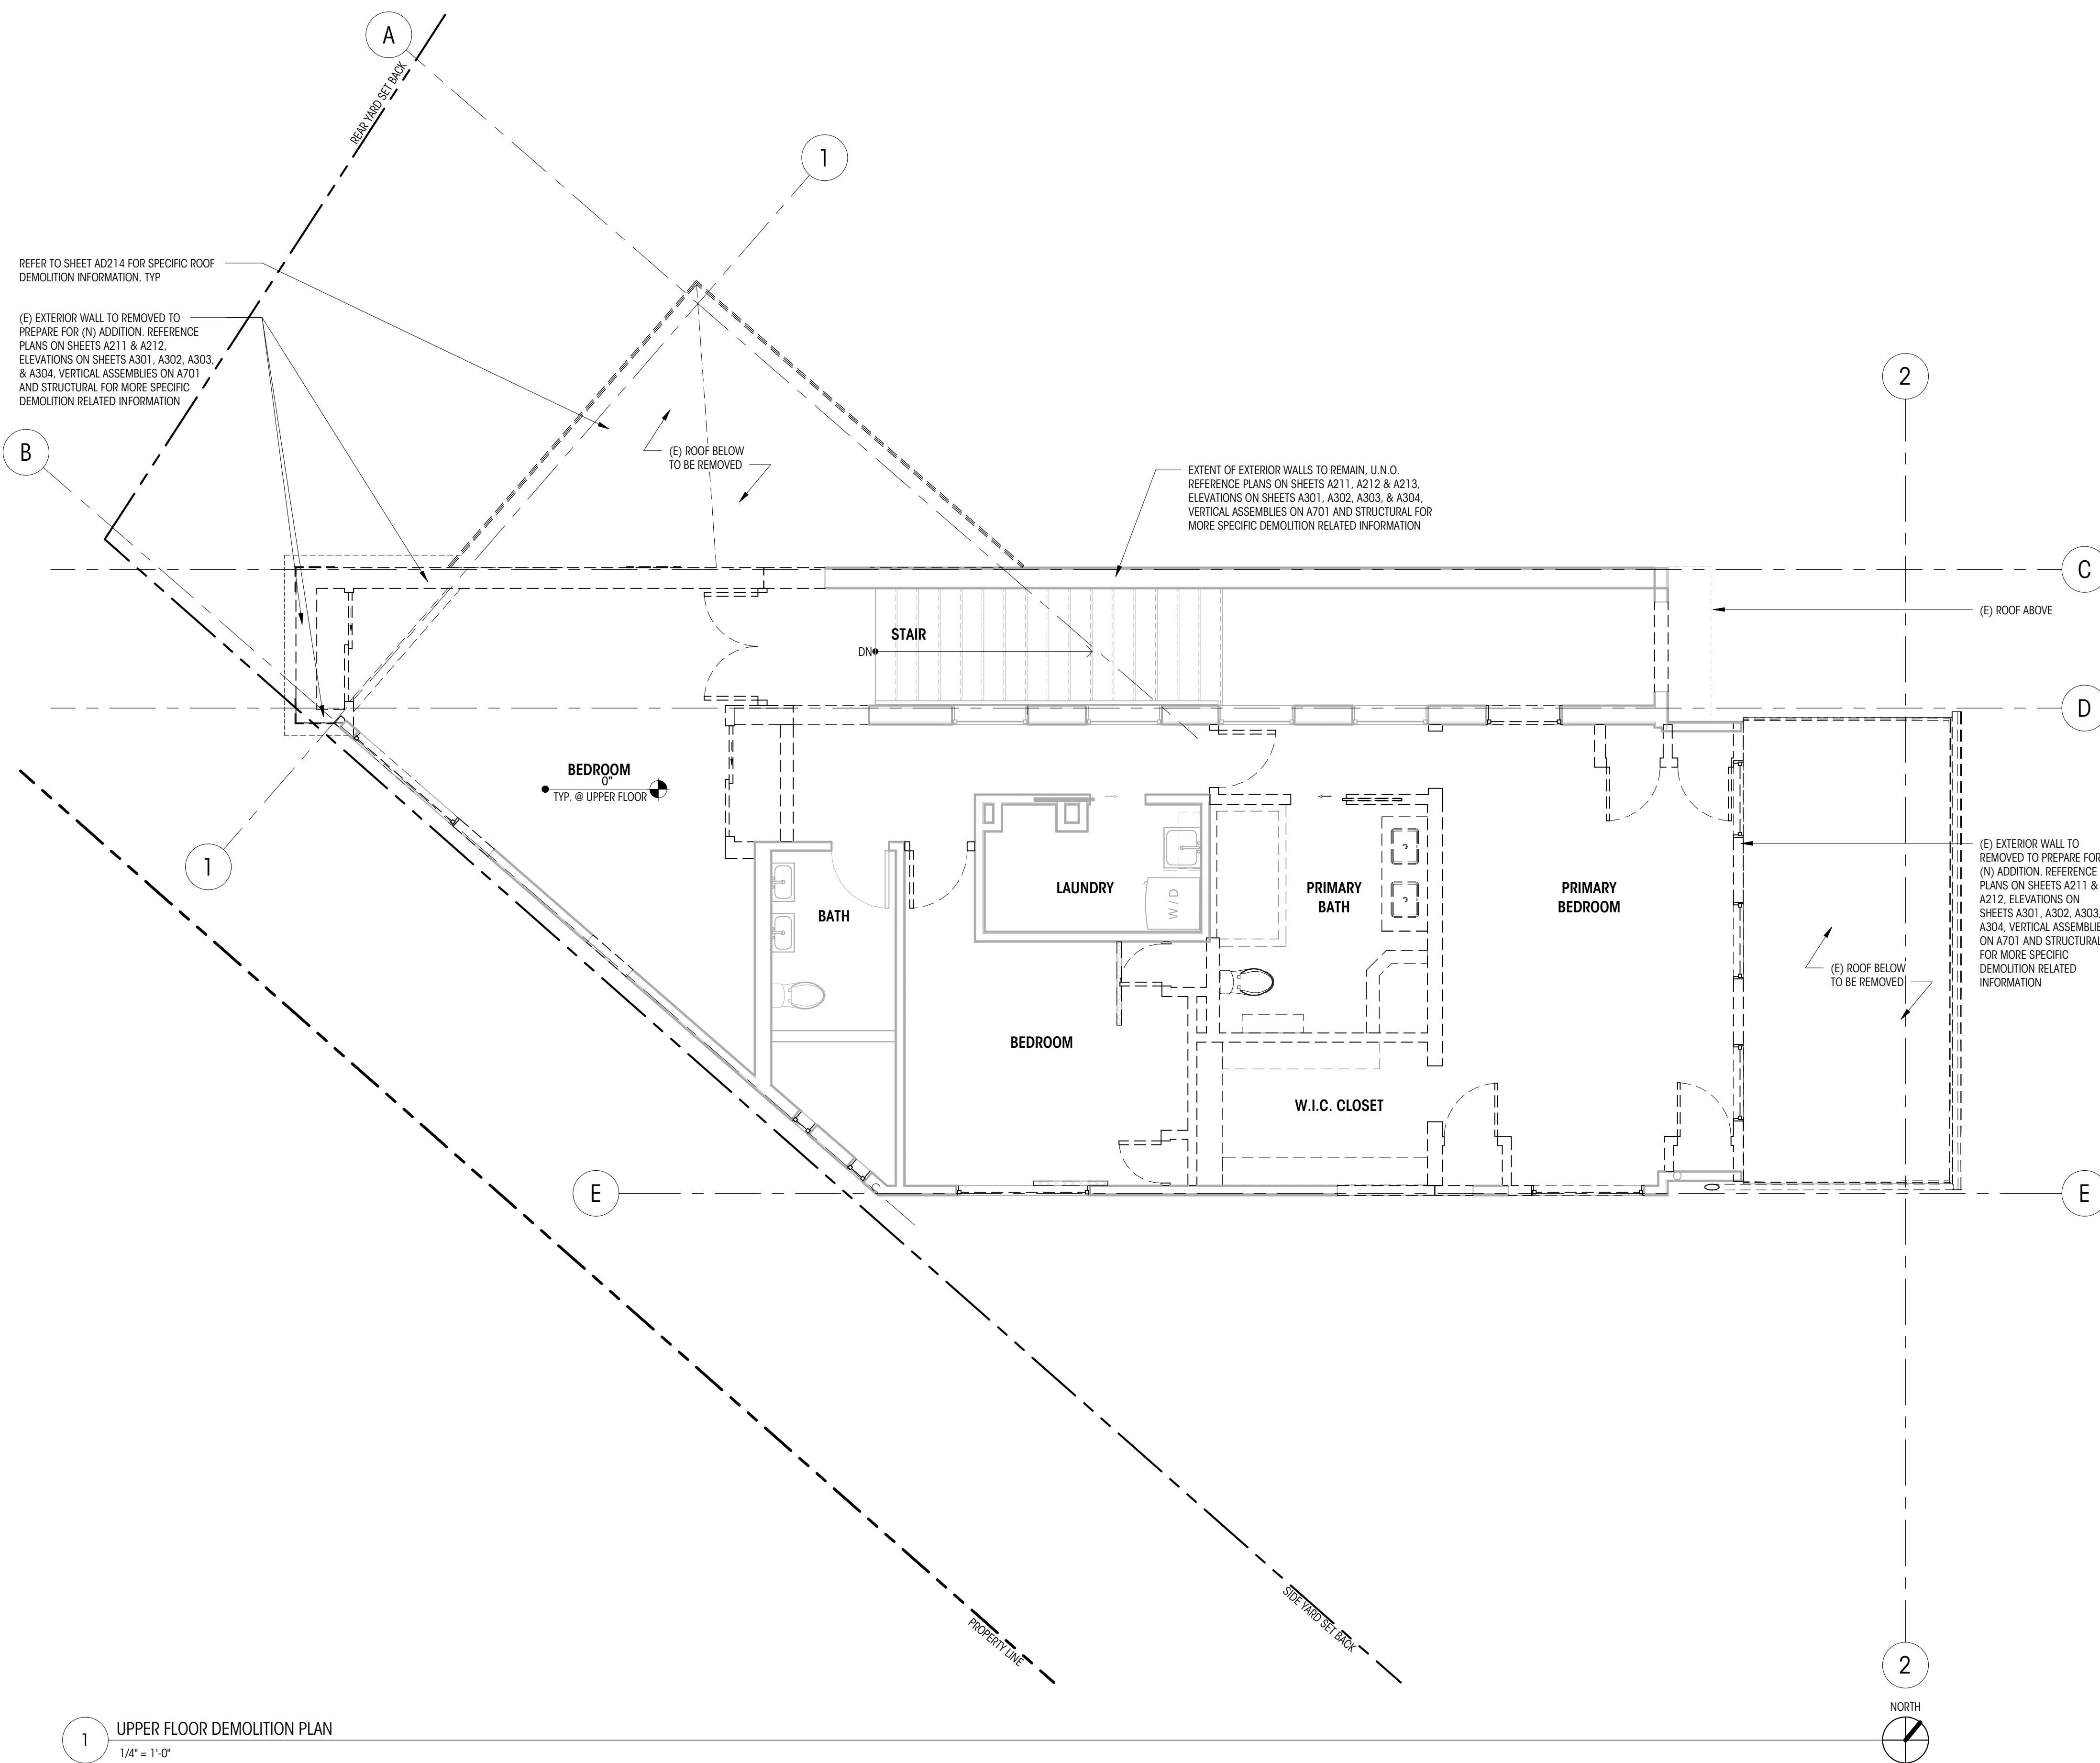 A
REAR YARD SET BACK
1
REFER TO SHEET AD214 FOR SPECIFIC ROOF
DEMOLITION INFORMATION, TYP
(E) EXTERIOR WALL TO REMOVED TO
PREPARE FOR (N) ADDITION. REFERENCE
PLANS ON SHEETS A211 & A212,
ELEVATIONS ON SHEETS A301, A302, A303,
& A304, VERTICAL ASSEMBLIES ON A701
AND STRUCTURAL FOR MORE SPECIFIC
DEMOLITION RELATED INFORMATION
2
B
(E) ROOF BELOW
TO BE REMOVED
EXTENT OF EXTERIOR WALLS TO REMAIN, U.N.O.
REFERENCE PLANS ON SHEETS A211, A212 & A213,
ELEVATIONS ON SHEETS A301, A302, A303, & A304,
VERTICAL ASSEMBLIES ON A701 AND STRUCTURAL FOR
MORE SPECIFIC DEMOLITION RELATED INFORMATION
C
(E) ROOF ABOVE
STAIR
DN
D
BEDROOM
0"
TYP. @ UPPER FLOOR
1
LAUNDRY
W / D
BATH
PRIMARY
BATH
PRIMARY
BEDROOM
(E) EXTERIOR WALL TO
REMOVED TO PREPARE FOR
(N) ADDITION. REFERENCE
PLANS ON SHEETS A211 &
A212, ELEVATIONS ON
SHEETS A301, A302, A303,
A304, VERTICAL ASSEMBLIE
ON A701 AND STRUCTURAL
FOR MORE SPECIFIC
DEMOLITION RELATED
INFORMATION
(E) ROOF BELOW
TO BE REMOVED
BEDROOM
W.I.C. CLOSET
E
E
SIDE YARD SET BACK
PROPERTY LINE
2
NORTH
1
UPPER FLOOR DEMOLITION PLAN
1/4" = 1'-0"